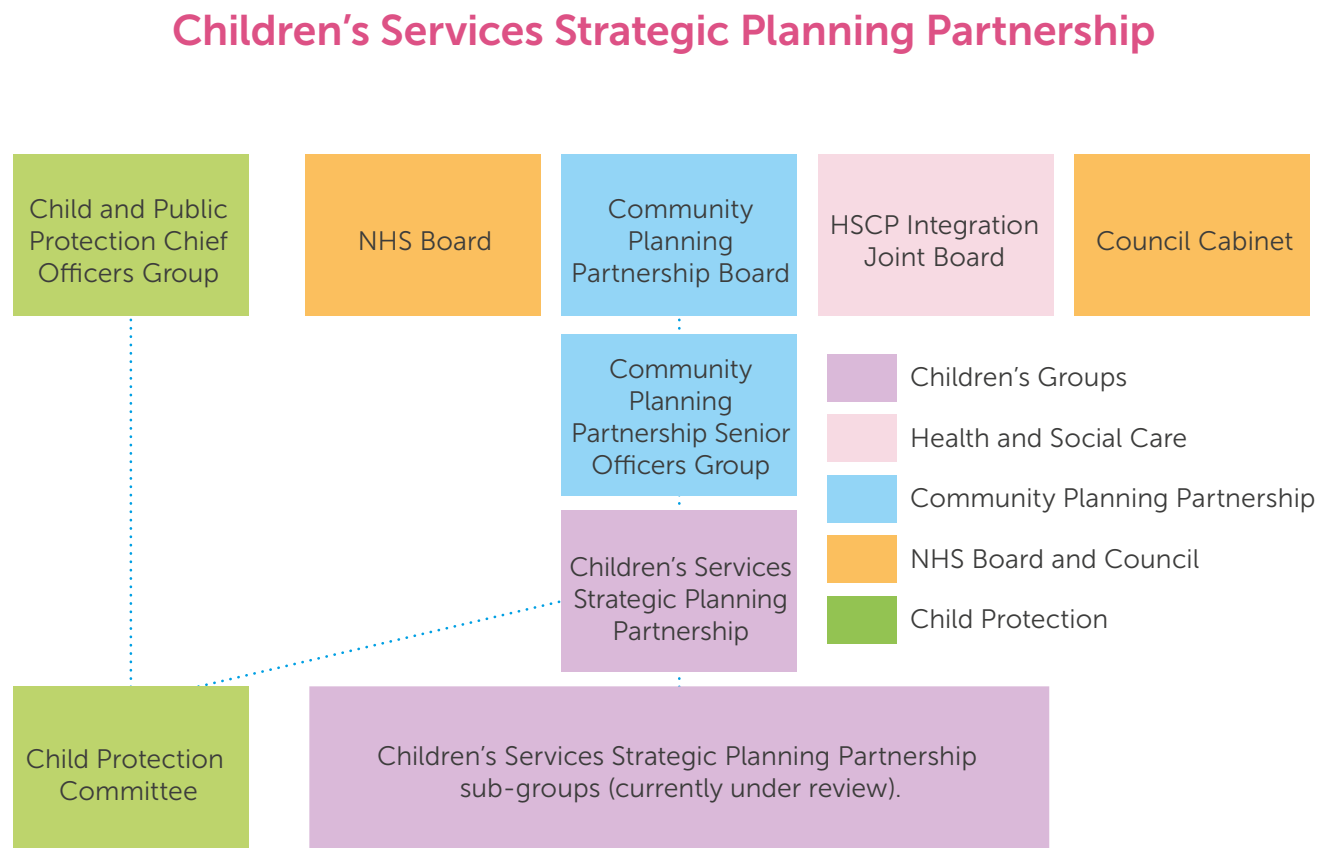 Children’s Services Strategic Planning Partnership
Child and Public
Protection Chief
Officers Group
NHS Board
Community
Planning
Partnership Board
HSCP Integration
Joint Board
Council Cabinet
Community
Planning
Partnership Senior
Officers Group
Children’s Groups
Health and Social Care
Community Planning Partnership
NHS Board and Council
Child Protection
Children’s Services
Strategic Planning
Partnership
Child Protection
Committee
Children’s Services Strategic Planning Partnership
sub-groups (currently under review).